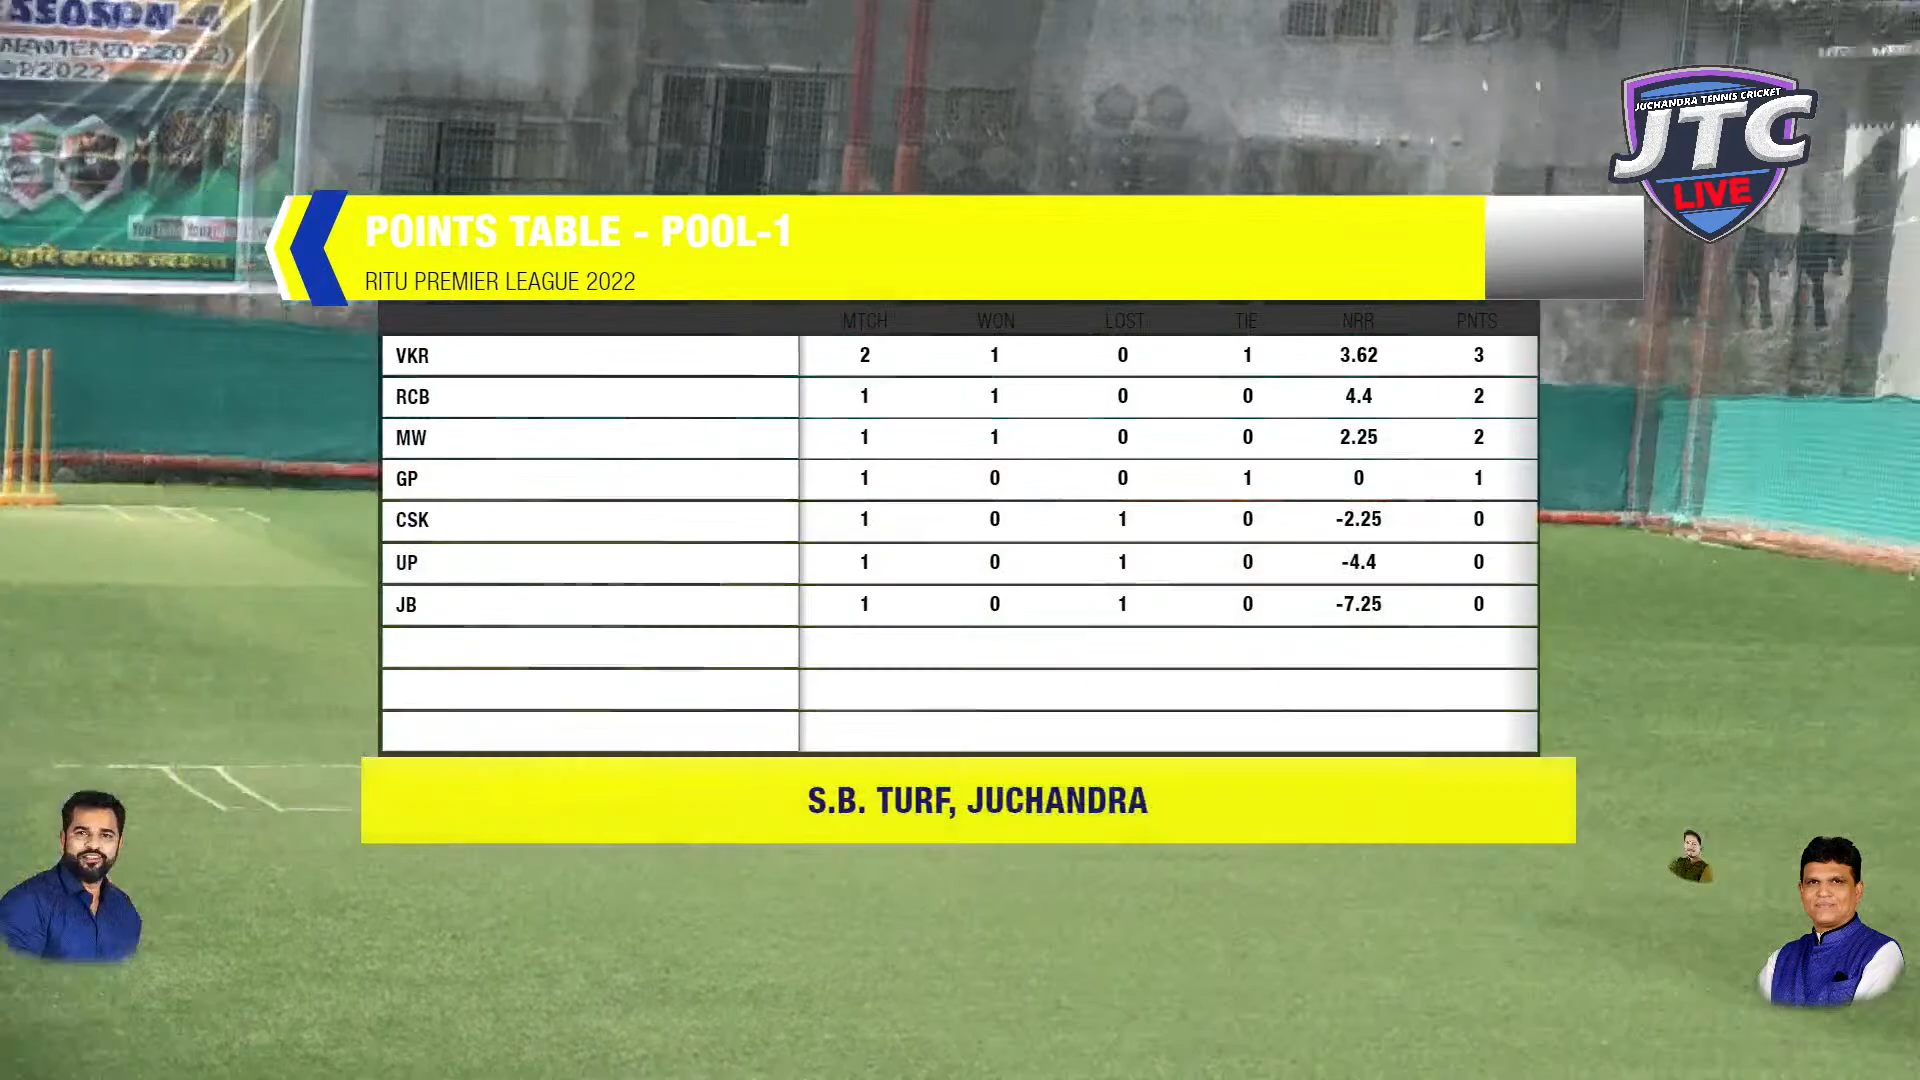 SEASON-4
JUCHANDRA TENNIS CRICKET
JTC
LIVE
POINTS TABLE - POOL-1
RITU PREMIER LEAGUE 2022
MTCH WON LOST TIE NRR PNTS
VKR 2 1 0 1 3.62 3
RCB 1 1 0 0 4.4 2
MW 1 1 0 0 2.25 2
GP 1 0 0 1 0 1
CSK 1 0 1 0 -2.25 0
UP 1 0 1 0 -4.4 0
JB 1 0 1 0 -7.25 0
S.B. TURF, JUCHANDRA